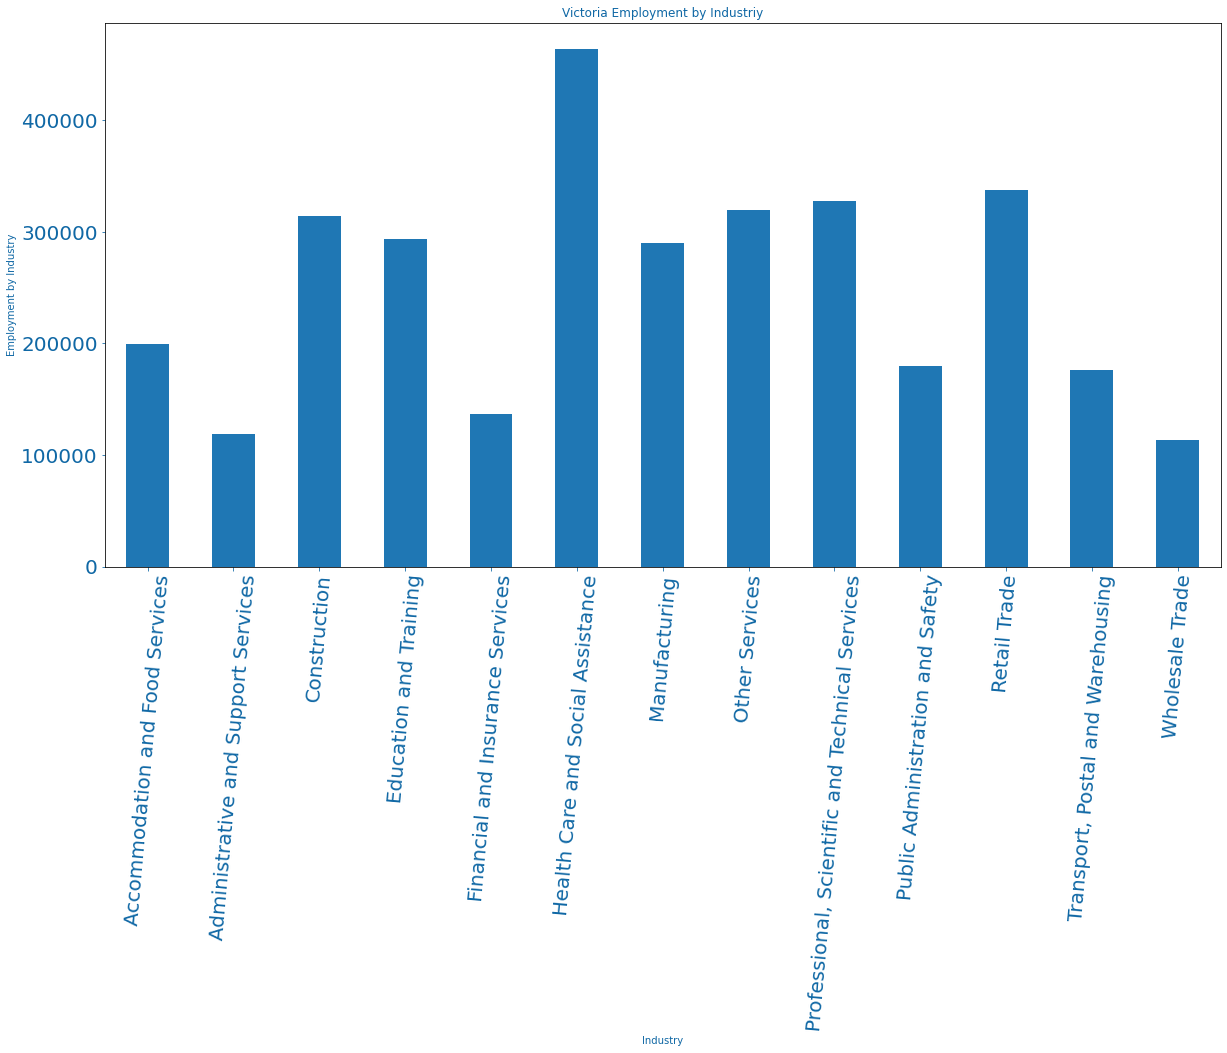 Victoria Employment by Industriy
Employment by Industry
400000
300000
200000
100000
0
Accommodation and Food Services
Administrative and Support Services
Construction
Education and Training
Financial and Insurance Services
Health Care and Social Assistance
Manufacturing
Other Services
Professional, Scientific and Technical Services
Public Administration and Safety
Retail Trade
Transport, Postal and Warehousing
Wholesale Trade
Industry